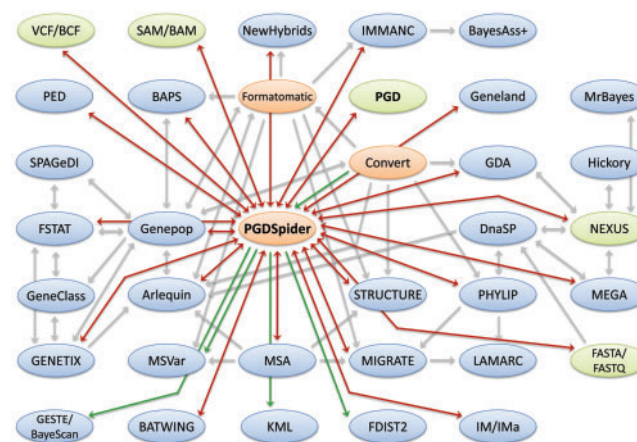 VCF/BCF
SAM/BAM
NewHybrids
IMMANC
BayesAss+
PED
BAPS
Formatomatic
PGD
Geneland
MrBayes
SPAGeDI
Convert
GDA
Hickory
FSTAT
Genepop
PGDSpider
DnaSP
NEXUS
GeneClass
Arlequin
STRUCTURE
PHYLIP
MEGA
GENETIX
MSVar
MSA
MIGRATE
LAMARC
FASTA/
FASTQ
GESTE/
BayeScan
BATWING
KML
FDIST2
IM/IMa